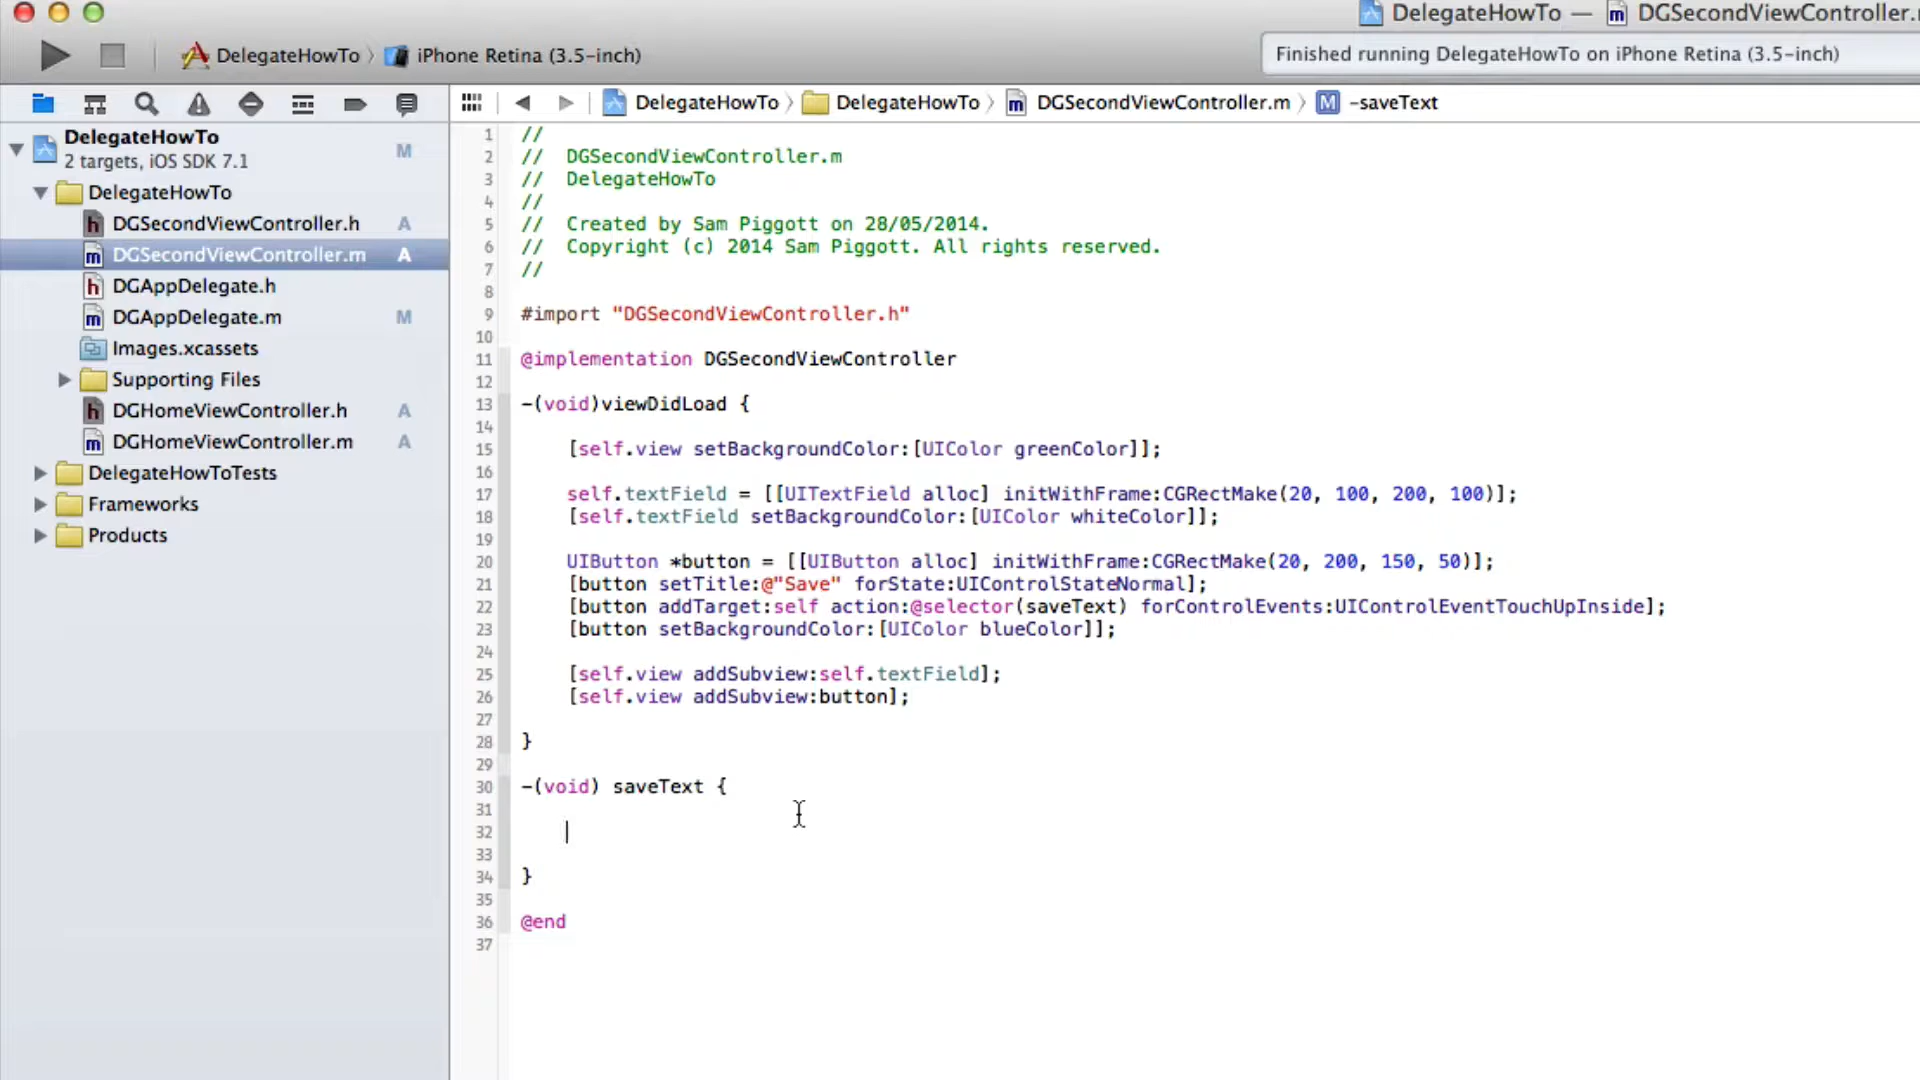 DelegateHowTo — DGSecondViewController.
DelegateHowTo iPhone Retina (3.5-inch)
Finished running DelegateHowTo on iPhone Retina (3.5-inch)
DelegateHowTo DelegateHowTo DGSecondViewController.m M -saveText
DelegateHowTo
2 targets, iOS SDK 7.1 M
DelegateHowTo
h DGSecondViewController.h A
m DGSecondViewController.m A
h DGAppDelegate.h
m DGAppDelegate.m M
Images.xcassets
Supporting Files
h DGHomeViewController.h A
m DGHomeViewController.m A
DelegateHowToTests
Frameworks
Products
1 //
2 // DGSecondViewController.m
3 // DelegateHowTo
4 //
5 // Created by Sam Piggott on 28/05/2014.
6 // Copyright (c) 2014 Sam Piggott. All rights reserved.
7 //
8
9 #import "DGSecondViewController.h"
10
11 @implementation DGSecondViewController
12
13 -(void)viewDidLoad {
14
15 [self.view setBackgroundColor:[UIColor greenColor]];
16
17 self.textField = [[UITextField alloc] initWithFrame:CGRectMake(20, 100, 200, 100)];
18 [self.textField setBackgroundColor:[UIColor whiteColor]];
19
20 UIButton *button = [[UIButton alloc] initWithFrame:CGRectMake(20, 200, 150, 50)];
21 [button setTitle:@"Save" forState:UIControlStateNormal];
22 [button addTarget:self action:@selector(saveText) forControlEvents:UIControlEventTouchUpInside];
23 [button setBackgroundColor:[UIColor blueColor]];
24
25 [self.view addSubview:self.textField];
26 [self.view addSubview:button];
27
28 }
29
30 -(void) saveText {
31
32
33
34 }
35
36 @end
37